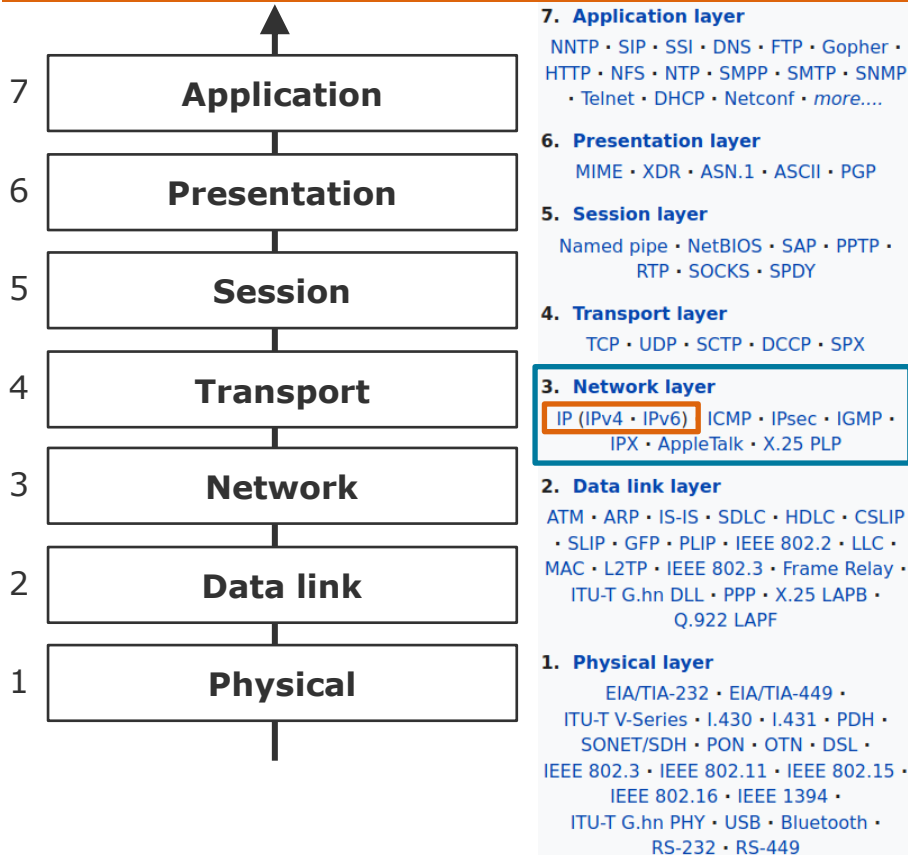 7
Application
6
Presentation
5
Session
4
Transport
3
Network
2
Data link
1
Physical
7. Application layer
NNTP · SIP · SSI · DNS · FTP · Gopher ·
HTTP · NFS · NTP · SMPP · SMTP · SNMP
· Telnet · DHCP · Netconf · more....
6. Presentation layer
MIME · XDR · ASN.1 · ASCII · PGP
5. Session layer
Named pipe · NetBIOS · SAP · PPTP ·
RTP · SOCKS · SPDY
4. Transport layer
TCP · UDP · SCTP · DCCP · SPX
3. Network layer
IP (IPv4 · IPv6) ICMP · IPsec · IGMP ·
IPX · AppleTalk · X.25 PLP
2. Data link layer
ATM · ARP · IS-IS · SDLC · HDLC · CSLIP
· SLIP · GFP · PLIP · IEEE 802.2 · LLC ·
MAC · L2TP · IEEE 802.3 · Frame Relay ·
ITU-T G.hn DLL · PPP · X.25 LAPB ·
Q.922 LAPF
1. Physical layer
EIA/TIA-232 · EIA/TIA-449 ·
ITU-T V-Series · I.430 · I.431 · PDH ·
SONET/SDH · PON · OTN · DSL ·
IEEE 802.3 · IEEE 802.11 · IEEE 802.15 ·
IEEE 802.16 · IEEE 1394 ·
ITU-T G.hn PHY · USB · Bluetooth ·
RS-232 · RS-449